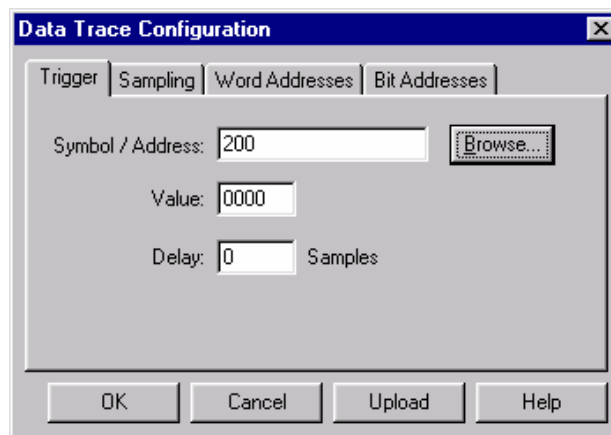 Data Trace Configuration
Trigger Sampling Word Addresses Bit Addresses
Symbol / Address: 200 Browse...
Value: 0000
Delay: 0 Samples
OK Cancel Upload Help